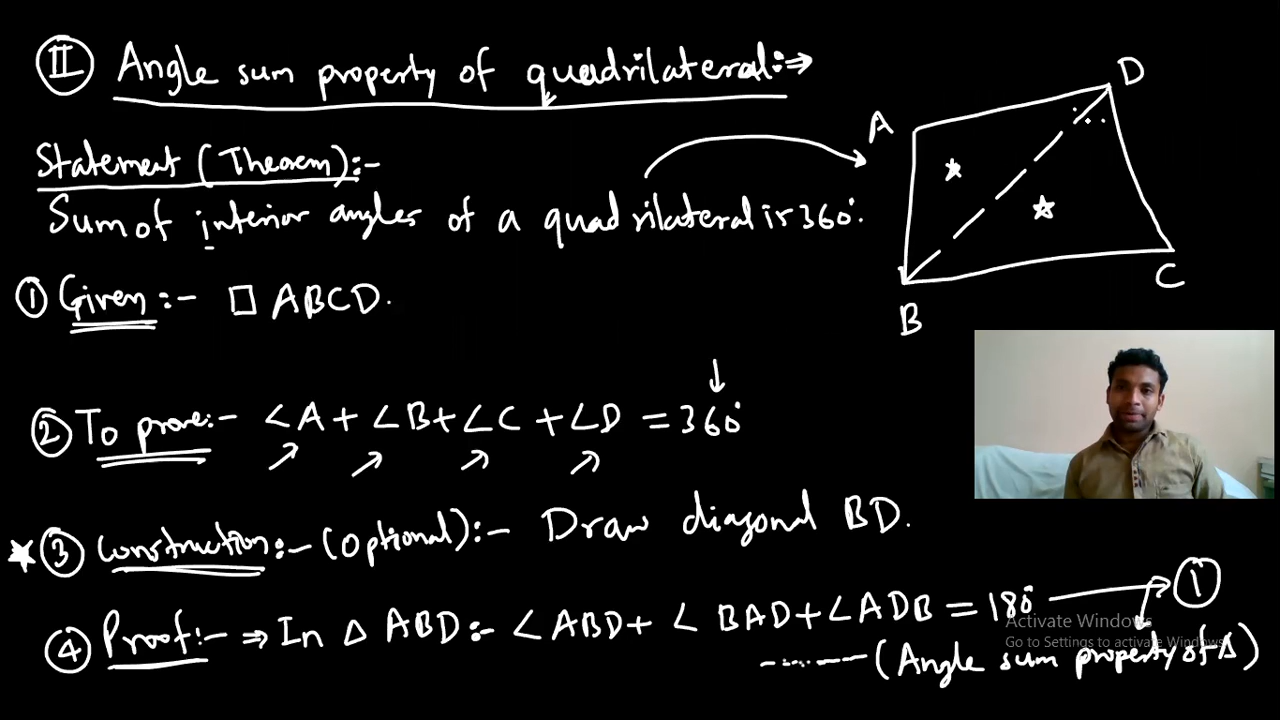 II Angle sum property of quadrilateral:⇒
Statement (Theorem):-
Sum of interior angles of a quadrilateral is 360°.
① Given:- □ ABCD.
② To prove:- ∠A + ∠B + ∠C + ∠D = 360°
③ Construction:- (Optional):- Draw diagonal BD.
④ Proof:- ⇒ In Δ ABD:- ∠ABD + ∠BAD + ∠ADB = 180° → ①
(Angle sum property of Δ)
A
D
B
C
Activate Windows
Go to Settings to activate Windows.